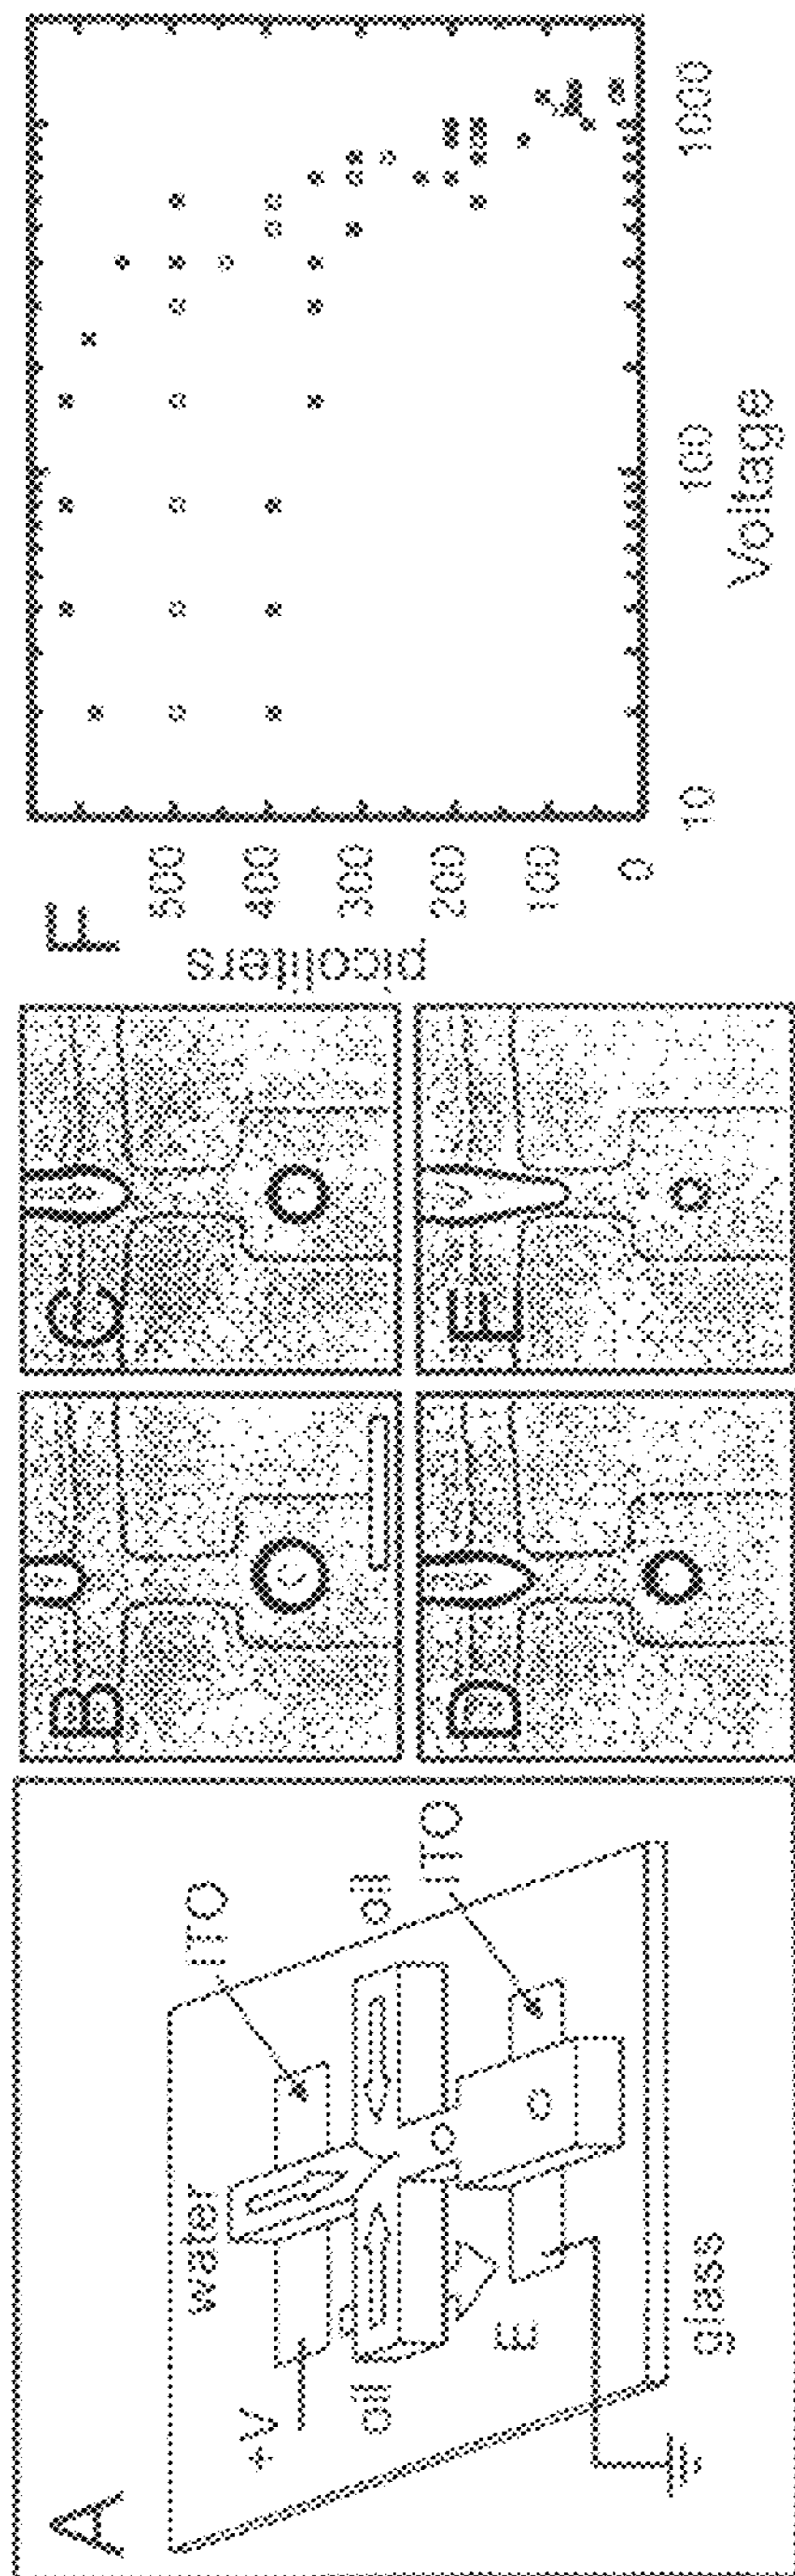 A
water
ITO
+V
oil
oil
E
ITO
glass
B
C
D
E
F
picoliters
500
400
300
200
100
0
10
100
1000
Voltage